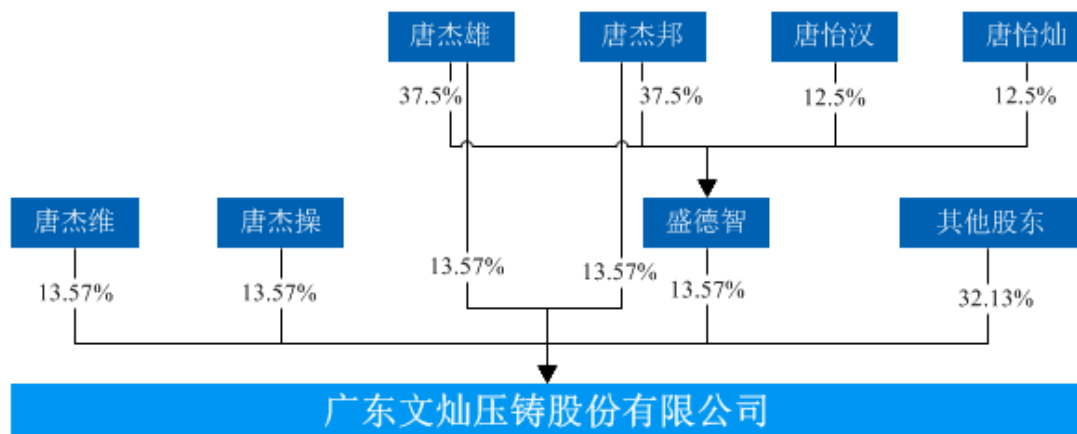 唐杰雄
唐杰邦
唐怡汉
唐怡灿
37.5%
37.5%
12.5%
12.5%
唐杰维
唐杰操
盛德智
其他股东
13.57%
13.57%
13.57%
13.57%
13.57%
32.13%
广东文灿压铸股份有限公司